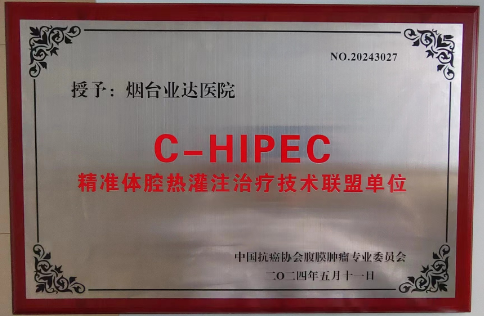 NO.20243027
授予：烟台业达医院
C-HIPEC
精准体腔热灌注治疗技术联盟单位
中国抗癌协会腹膜肿瘤专业委员会
二〇二四年五月十一日